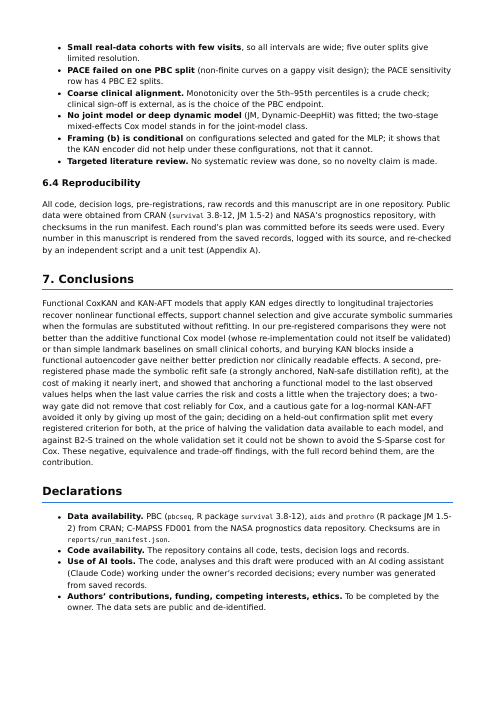 • Small real-data cohorts with few visits, so all intervals are wide; five outer splits give
limited resolution.
• PACE failed on one PBC split (non-finite curves on a gappy visit design); the PACE sensitivity
row has 4 PBC E2 splits.
• Coarse clinical alignment. Monotonicity over the 5th–95th percentiles is a crude check;
clinical sign-off is external, as is the choice of the PBC endpoint.
• No joint model or deep dynamic model (JM, Dynamic-DeepHit) was fitted; the two-stage
mixed-effects Cox model stands in for the joint-model class.
• Framing (b) is conditional on configurations selected and gated for the MLP; it shows that
the KAN encoder did not help under these configurations, not that it cannot.
• Targeted literature review. No systematic review was done, so no novelty claim is made.
6.4 Reproducibility
All code, decision logs, pre-registrations, raw records and this manuscript are in one repository. Public
data were obtained from CRAN (survival 3.8-12, JM 1.5-2) and NASA's prognostics repository, with
checksums in the run manifest. Each round's plan was committed before its seeds were used. Every
number in this manuscript is rendered from the saved records, logged with its source, and re-checked
by an independent script and a unit test (Appendix A).
7. Conclusions
Functional CoxKAN and KAN-AFT models that apply KAN edges directly to longitudinal trajectories
recover nonlinear functional effects, support channel selection and give accurate symbolic summaries
when the formulas are substituted without refitting. In our pre-registered comparisons they were not
better than the additive functional Cox model (whose re-implementation could not itself be validated)
or than simple landmark baselines on small clinical cohorts, and burying KAN blocks inside a
functional autoencoder gave neither better prediction nor clinically readable effects. A second, pre-
registered phase made the symbolic refit safe (a strongly anchored, NaN-safe distillation refit), at the
cost of making it nearly inert, and showed that anchoring a functional model to the last observed
values helps when the last value carries the risk and costs a little when the trajectory does; a two-
way gate did not remove that cost reliably for Cox, and a cautious gate for a log-normal KAN-AFT
avoided it only by giving up most of the gain; deciding on a held-out confirmation split met every
registered criterion for both, at the price of halving the validation data available to each model, and
against B2-S trained on the whole validation set it could not be shown to avoid the S-Sparse cost for
Cox. These negative, equivalence and trade-off findings, with the full record behind them, are the
contribution.
Declarations
• Data availability. PBC (pbcseq, R package survival 3.8-12), aids and prothro (R package JM 1.5-
2) from CRAN; C-MAPSS FD001 from the NASA prognostics data repository. Checksums are in
reports/run_manifest.json.
• Code availability. The repository contains all code, tests, decision logs and records.
• Use of AI tools. The code, analyses and this draft were produced with an AI coding assistant
(Claude Code) working under the owner's recorded decisions; every number was generated
from saved records.
• Authors' contributions, funding, competing interests, ethics. To be completed by the
owner. The data sets are public and de-identified.